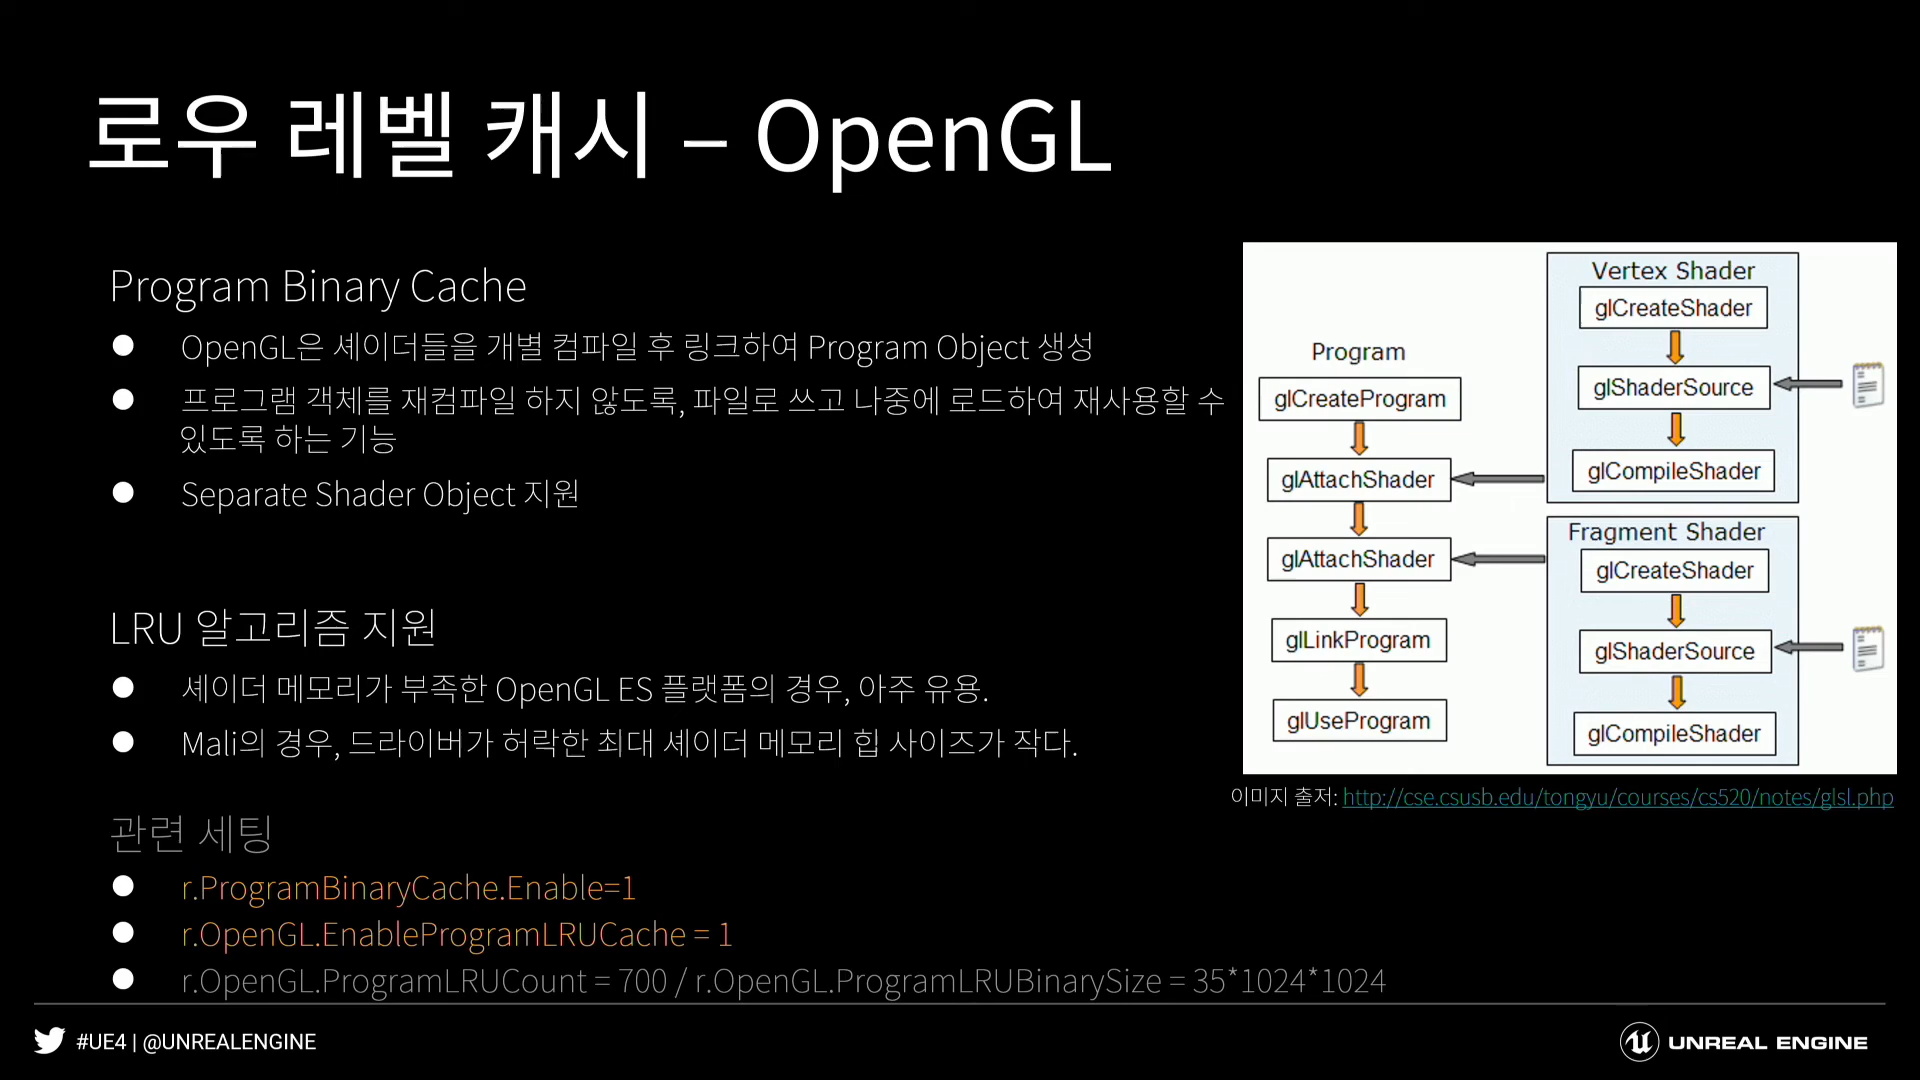 로우 레벨 캐시 – OpenGL
Program Binary Cache
OpenGL은 셰이더들을 개별 컴파일 후 링크하여 Program Object 생성
프로그램 객체를 재컴파일 하지 않도록, 파일로 쓰고 나중에 로드하여 재사용할 수
있도록 하는 기능
Separate Shader Object 지원
LRU 알고리즘 지원
셰이더 메모리가 부족한 OpenGL ES 플랫폼의 경우, 아주 유용.
Mali의 경우, 드라이버가 허락한 최대 셰이더 메모리 힙 사이즈가 작다.
관련 세팅
r.ProgramBinaryCache.Enable=1
r.OpenGL.EnableProgramLRUCache = 1
r.OpenGL.ProgramLRUCount = 700 / r.OpenGL.ProgramLRUBinarySize = 35*1024*1024
Program
glCreateProgram
glAttachShader
glAttachShader
glLinkProgram
glUseProgram
Vertex Shader
glCreateShader
glShaderSource
glCompileShader
Fragment Shader
glCreateShader
glShaderSource
glCompileShader
이미지 출저: http://cse.csusb.edu/tongyu/courses/cs520/notes/glsl.php
#UE4 | @UNREALENGINE
UNREAL ENGINE